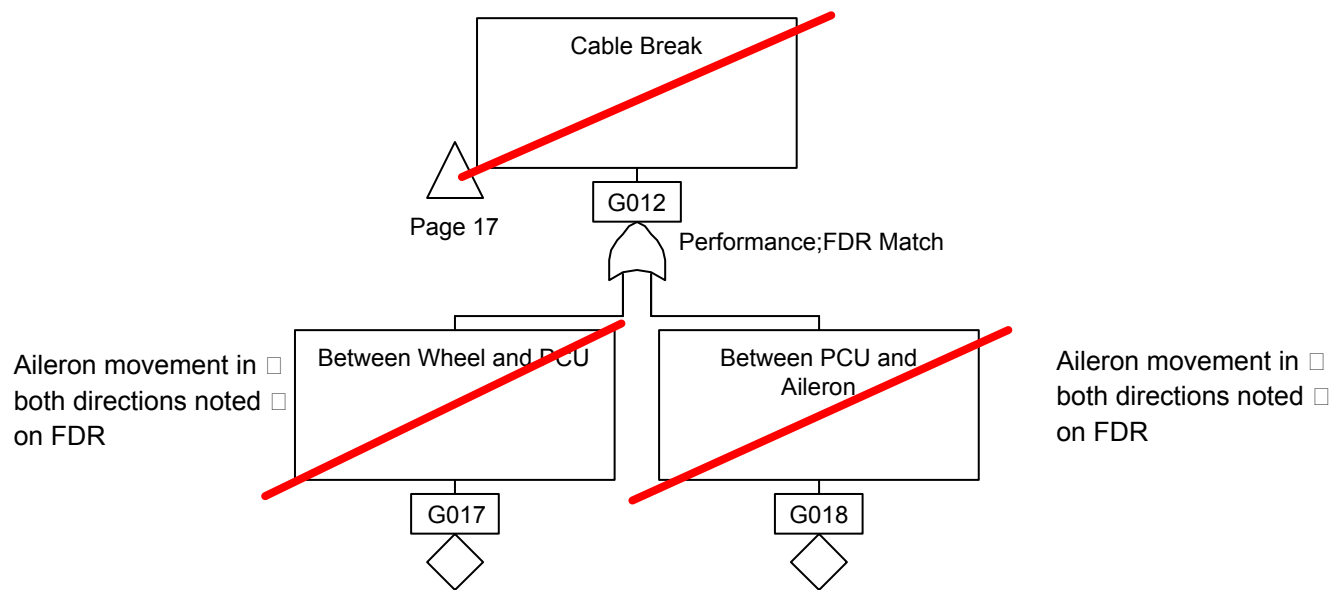 Cable Break
G012
Page 17
Performance;FDR Match
Between Wheel and PCU
Between PCU and
Aileron
Aileron movement in □
both directions noted □
on FDR
Aileron movement in □
both directions noted □
on FDR
G017
G018